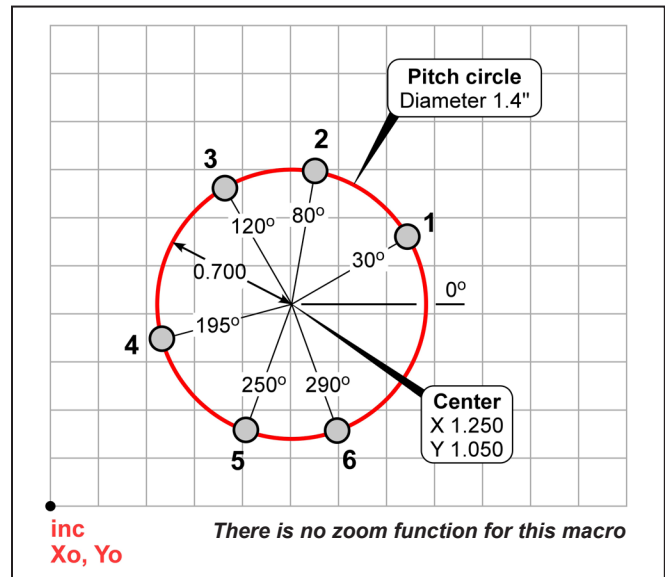 Pitch circle
Diameter 1.4"
2
3
80º
1
120º
30º
0.700
0º
195º
4
250º
290º
Center
X 1.250
Y 1.050
5
6
inc
Xo, Yo
There is no zoom function for this macro